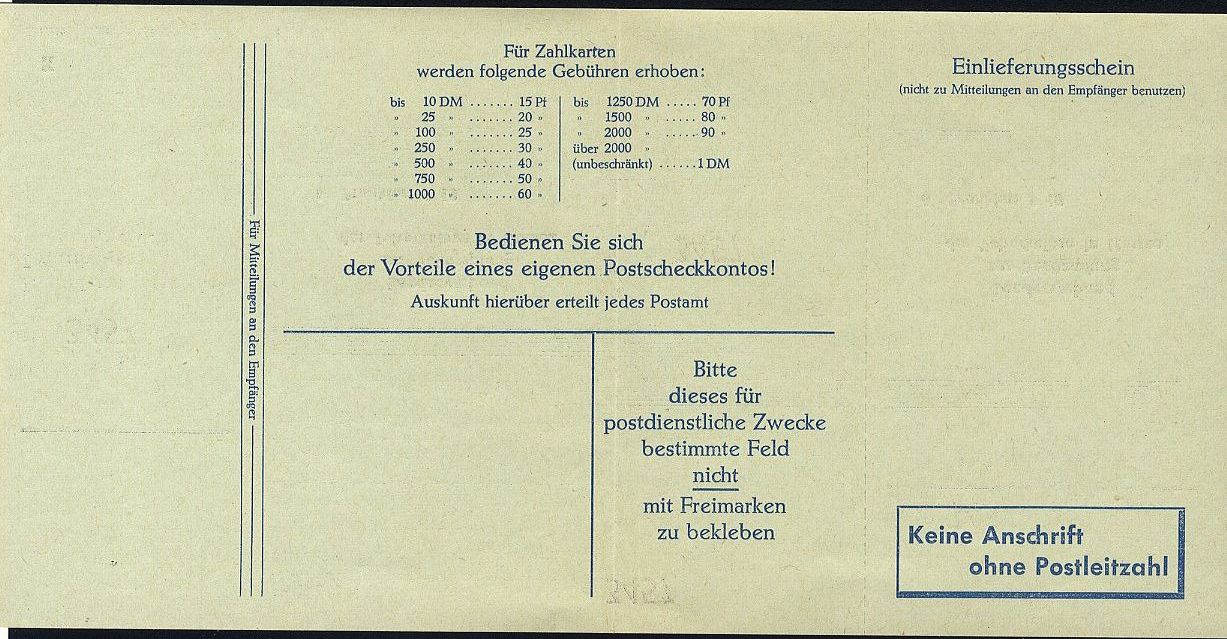 Für Mitteilungen an den Empfänger
Für Zahlkarten
werden folgende Gebühren erhoben:
bis 10 DM ....... 15 Pf
" 25 " ....... 20 "
" 100 " ....... 25 "
" 250 " ....... 30 "
" 500 " ....... 40 "
" 750 " ....... 50 "
" 1000 " ....... 60 "
bis 1250 DM ..... 70 Pf
" 1500 " ..... 80 "
" 2000 " ..... 90 "
über 2000 "
(unbeschränkt) ...... 1 DM
Bedienen Sie sich
der Vorteile eines eigenen Postscheckkontos!
Auskunft hierüber erteilt jedes Postamt
Bitte
dieses für
postdienstliche Zwecke
bestimmte Feld
nicht
mit Freimarken
zu bekleben
Einlieferungsschein
(nicht zu Mitteilungen an den Empfänger benutzen)
Keine Anschrift
ohne Postleitzahl